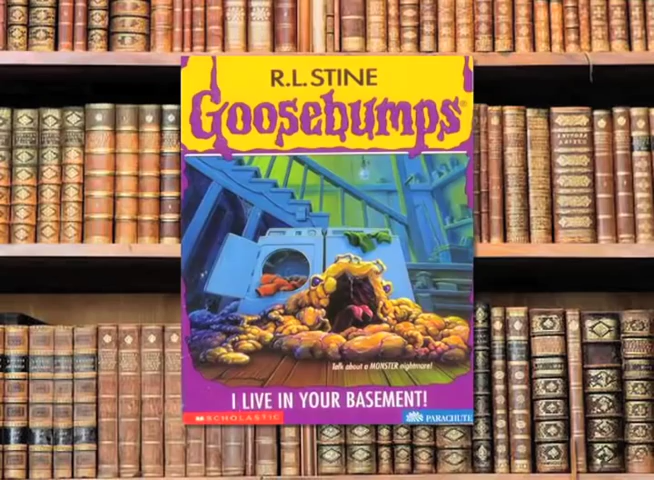 R.L. STINE
Goosebumps®
Talk about a MONSTER nightmare!
I LIVE IN YOUR BASEMENT!
SCHOLASTIC
PARACHUTE